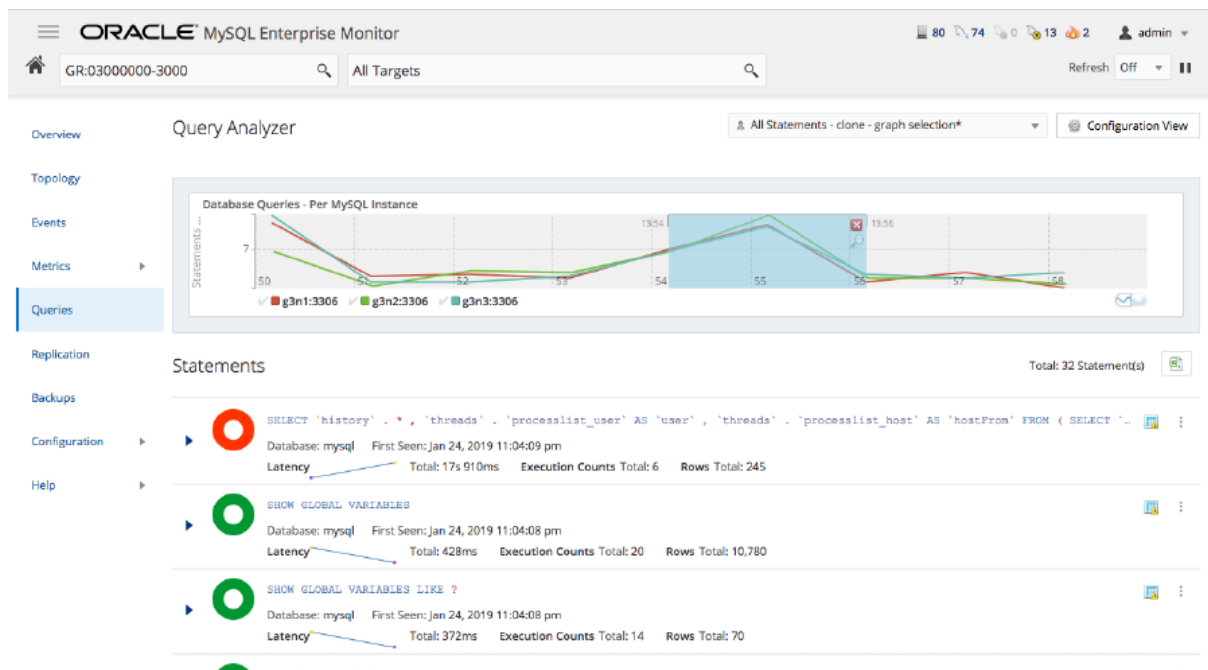 ORACLE® MySQL Enterprise Monitor
80 74 0 13 2 admin
GR:03000000-3000 All Targets Refresh Off
Overview
Topology
Events
Metrics
Queries
Replication
Backups
Configuration
Help
Query Analyzer
All Statements - clone - graph selection*
Configuration View
Database Queries - Per MySQL Instance
Statements ...
7
13:54 13:56
50 51 52 53 54 55 56 57 58
g3n1:3306 g3n2:3306 g3n3:3306
Statements
Total: 32 Statement(s)
SELECT `history` . * , `threads` . `processlist_user` AS `user` , `threads` . `processlist_host` AS `hostFrom` FROM ( SELECT `...
Database: mysql First Seen: Jan 24, 2019 11:04:09 pm
Latency Total: 17s 910ms Execution Counts Total: 6 Rows Total: 245
SHOW GLOBAL VARIABLES
Database: mysql First Seen: Jan 24, 2019 11:04:08 pm
Latency Total: 428ms Execution Counts Total: 20 Rows Total: 10,780
SHOW GLOBAL VARIABLES LIKE ?
Database: mysql First Seen: Jan 24, 2019 11:04:08 pm
Latency Total: 372ms Execution Counts Total: 14 Rows Total: 70